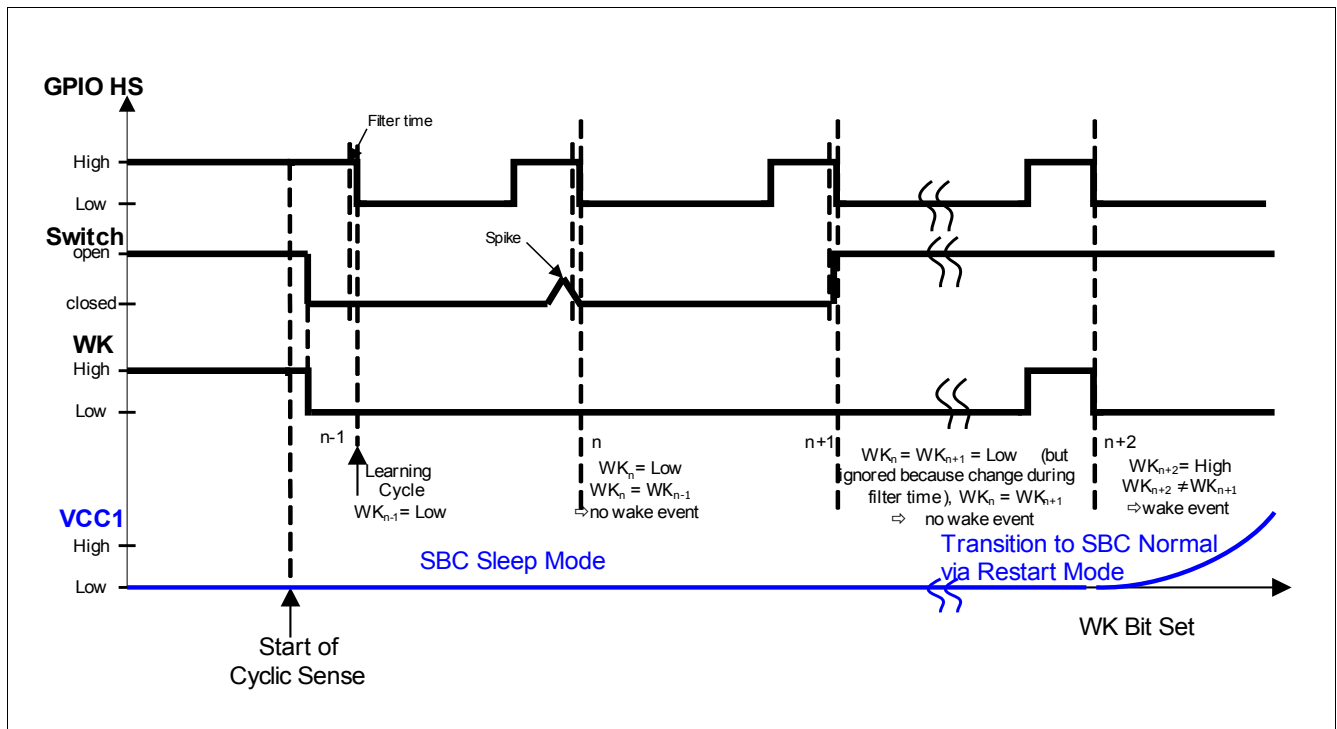 GPIO HS
Filter time
High
Low
Switch
open
Spike
closed
WK
High
Low
n-1
n
n+1
n+2
Learning
Cycle
WKn-1= Low
WKn= Low
WKn = WKn-1
⇨no wake event
WKn = WKn+1 = Low (but
ignored because change during
filter time), WKn = WKn+1
⇨ no wake event
WKn+2= High
WKn+2 ≠WKn+1
⇨wake event
VCC1
High
Low
SBC Sleep Mode
Transition to SBC Normal
via Restart Mode
Start of
Cyclic Sense
WK Bit Set